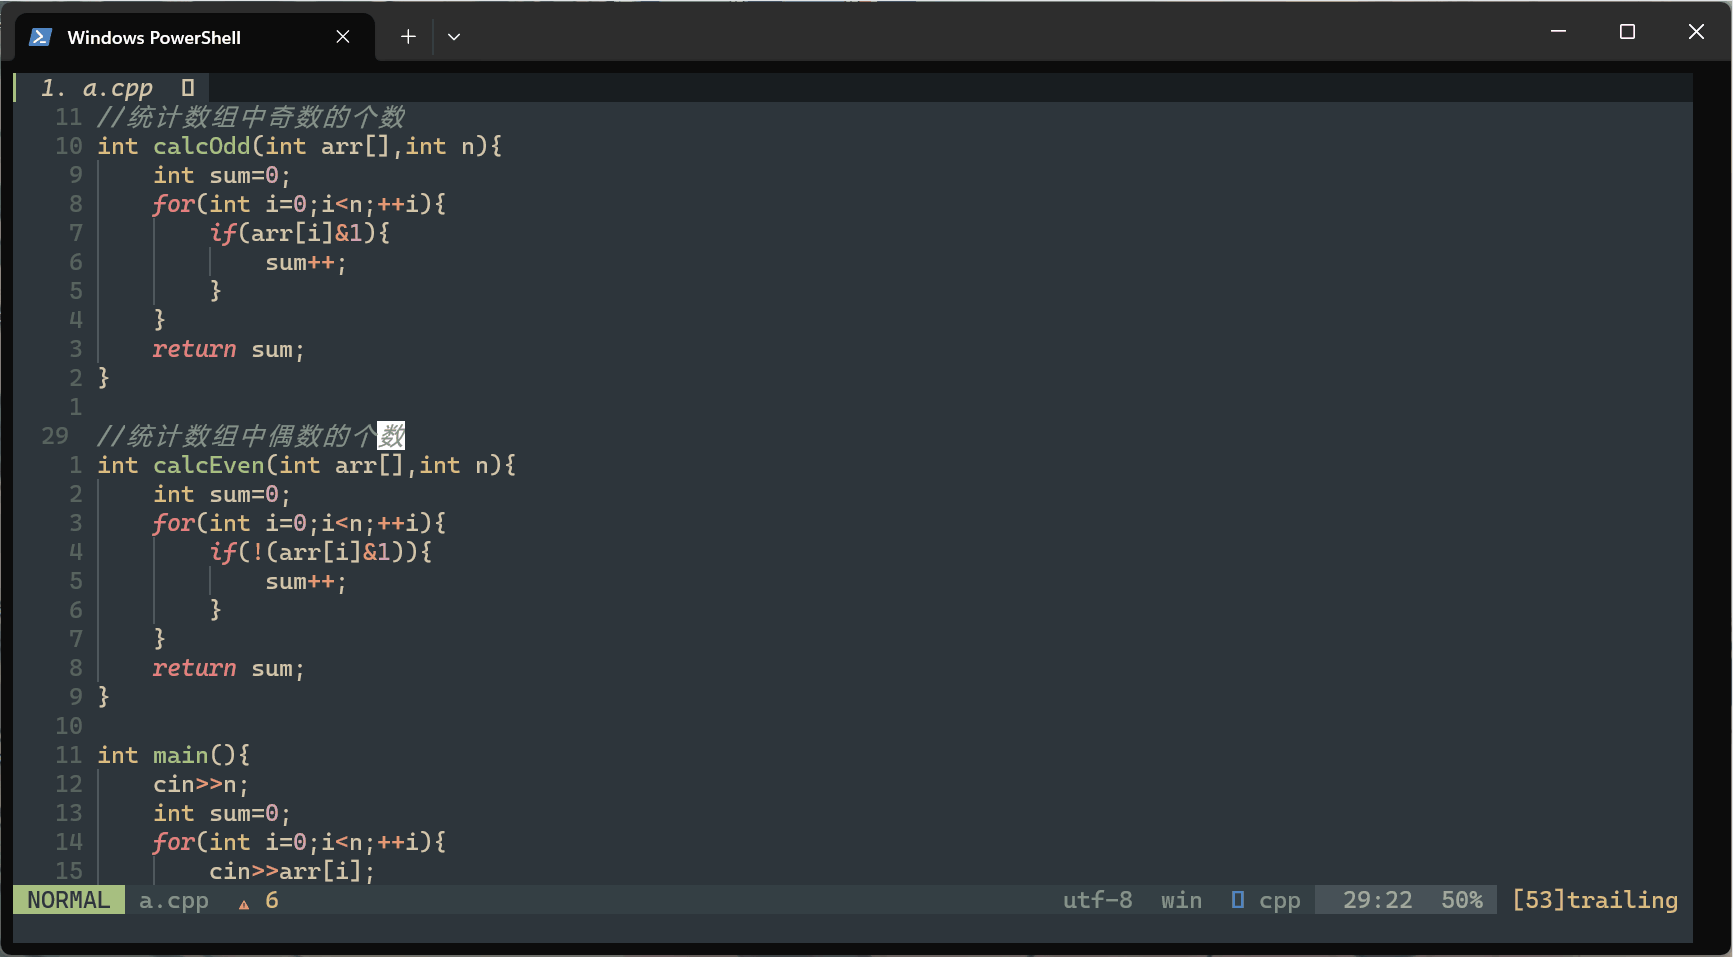 Windows PowerShell
1. a.cpp
11 //统计数组中奇数的个数
10 int calcOdd(int arr[],int n){
9     int sum=0;
8     for(int i=0;i<n;++i){
7         if(arr[i]&1){
6             sum++;
5         }
4     }
3     return sum;
2 }
1
29 //统计数组中偶数的个数
1 int calcEven(int arr[],int n){
2     int sum=0;
3     for(int i=0;i<n;++i){
4         if(!(arr[i]&1)){
5             sum++;
6         }
7     }
8     return sum;
9 }
10
11 int main(){
12     cin>>n;
13     int sum=0;
14     for(int i=0;i<n;++i){
15         cin>>arr[i];
NORMAL a.cpp 6 utf-8 win cpp 29:22 50% [53]trailing